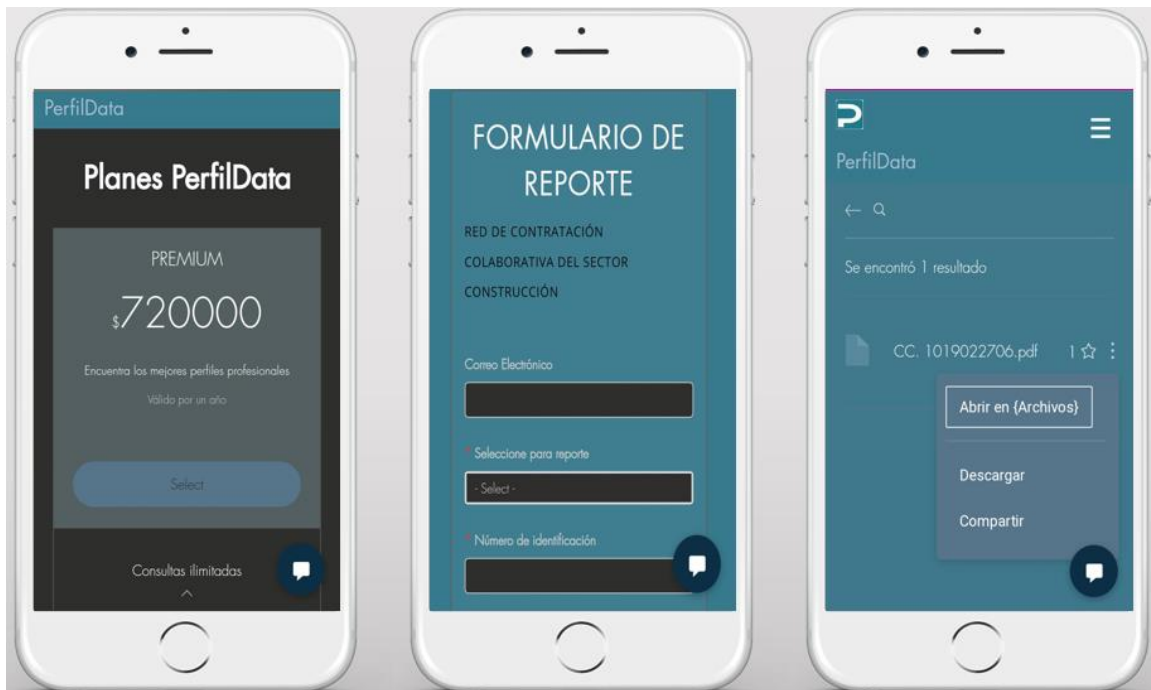 PerfilData
Planes PerfilData
PREMIUM
$720000
Encuentra los mejores perfiles profesionales
Válido por un año
Select
Consultas ilimitadas
FORMULARIO DE
REPORTE
RED DE CONTRATACIÓN
COLABORATIVA DEL SECTOR
CONSTRUCCIÓN
Correo Electrónico
* Seleccione para reporte
- Select -
* Número de identificación
P
PerfilData
Se encontró 1 resultado
CC. 1019022706.pdf 1
Abrir en {Archivos}
Descargar
Compartir